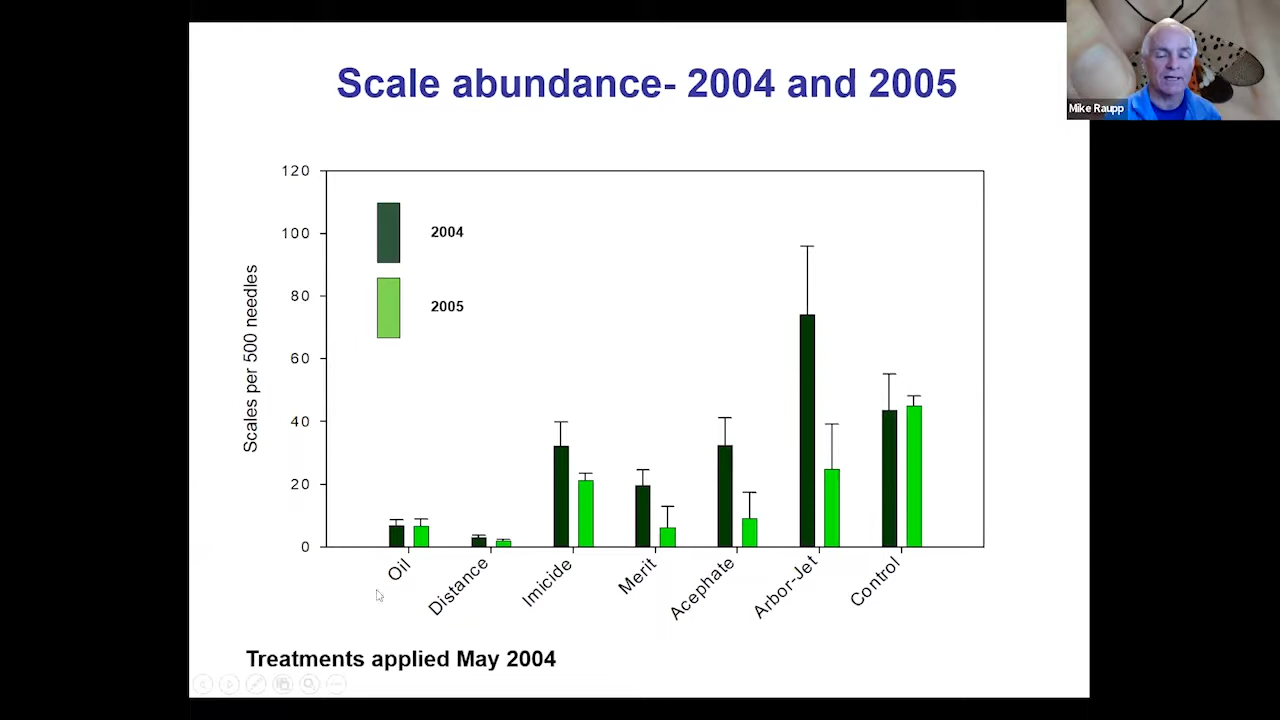 Scale abundance- 2004 and 2005
Mike Raupp
120
100
80
60
40
20
0
Scales per 500 needles
2004
2005
Oil
Distance
Imicide
Merit
Acephate
Arbor-Jet
Control
Treatments applied May 2004